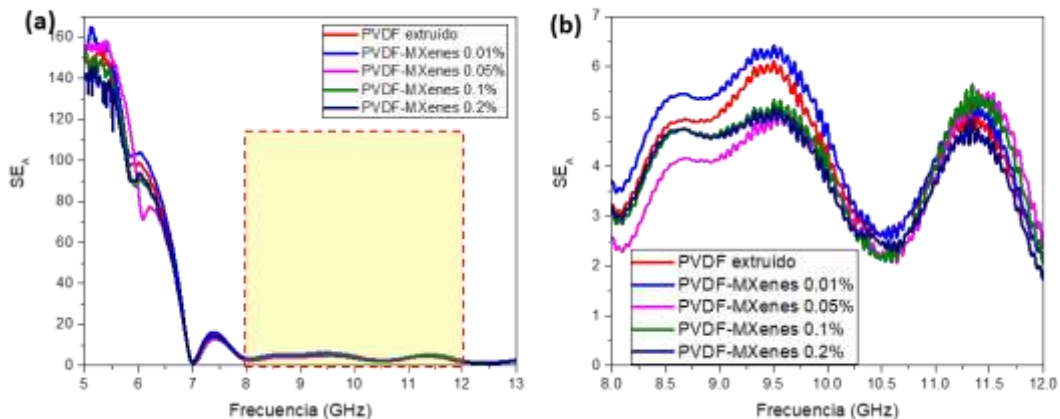 (a)
160
140
120
100
80
60
40
20
0
SE_A
5 6 7 8 9 10 11 12 13
Frecuencia (GHz)
PVDF extruído
PVDF-MXenes 0.01%
PVDF-MXenes 0.05%
PVDF-MXenes 0.1%
PVDF-MXenes 0.2%
(b)
7
6
5
4
3
2
1
0
SE_A
8.0 8.5 9.0 9.5 10.0 10.5 11.0 11.5 12.0
Frecuencia (GHz)
PVDF extruído
PVDF-MXenes 0.01%
PVDF-MXenes 0.05%
PVDF-MXenes 0.1%
PVDF-MXenes 0.2%